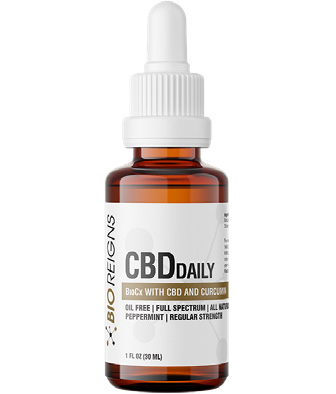 BIOREIGNS
CBD DAILY
BioCx WITH CBD AND CURCUMIN
OIL FREE | FULL SPECTRUM | ALL
PEPPERMINT | REGULAR STRENGTH
1 FL OZ (30 ML)